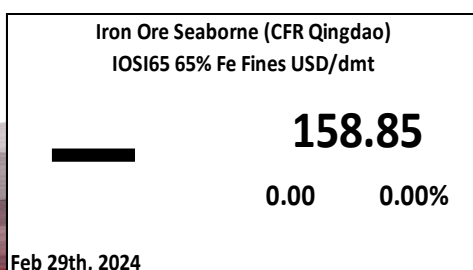 Iron Ore Seaborne (CFR Qingdao)
IOSI65 65% Fe Fines USD/dmt
158.85
0.00 0.00%
Feb 29th, 2024